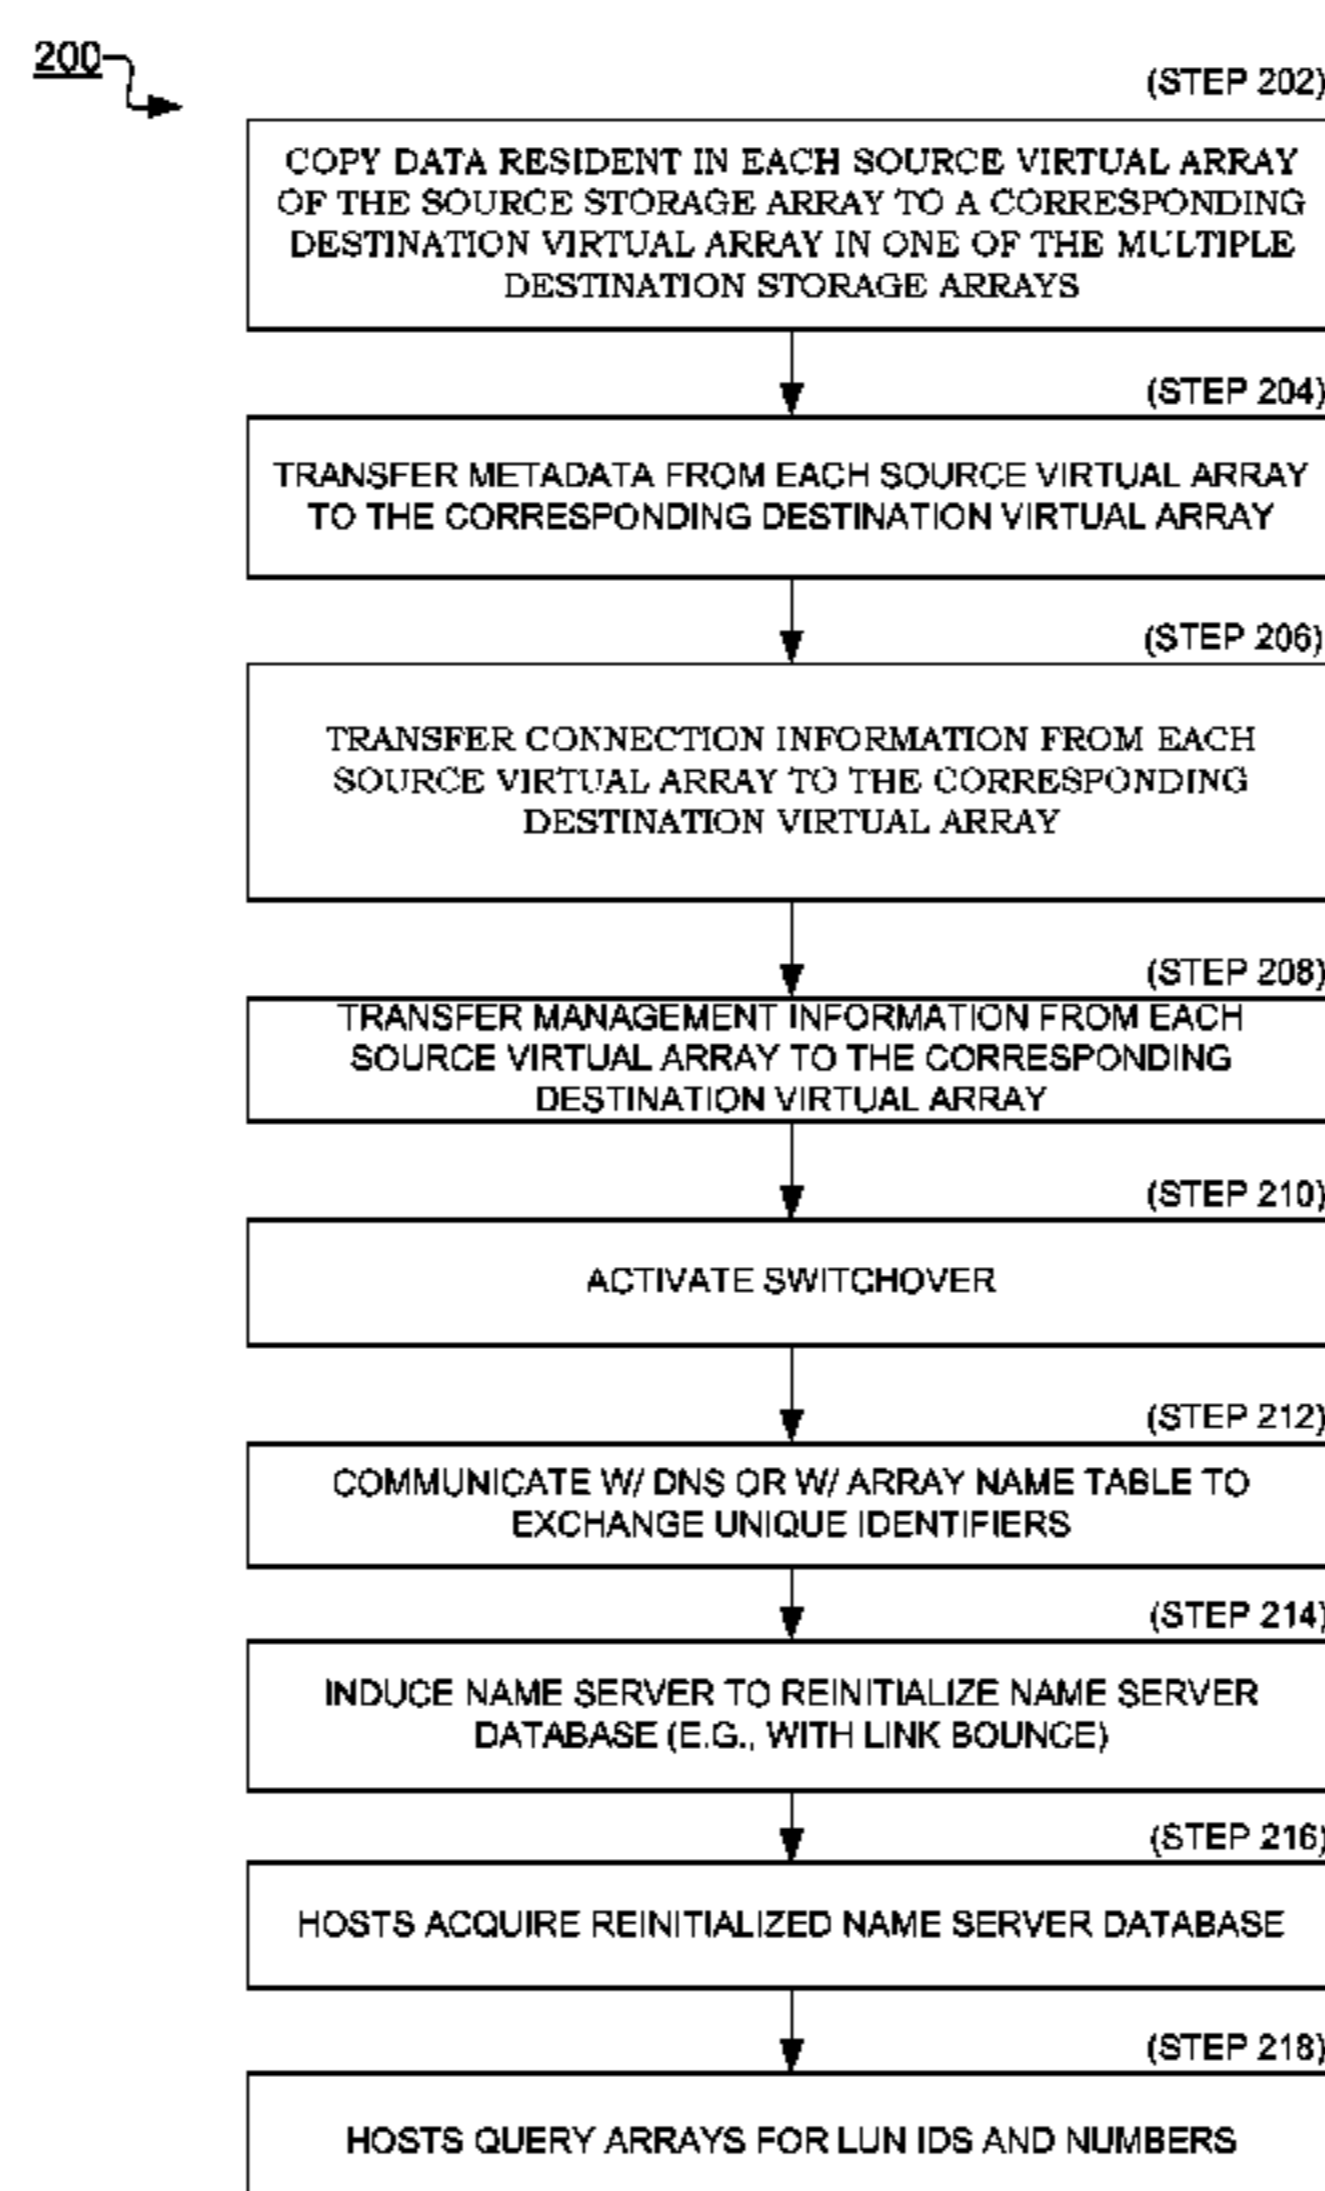 200
(STEP 202)
COPY DATA RESIDENT IN EACH SOURCE VIRTUAL ARRAY
OF THE SOURCE STORAGE ARRAY TO A CORRESPONDING
DESTINATION VIRTUAL ARRAY IN ONE OF THE MULTIPLE
DESTINATION STORAGE ARRAYS
(STEP 204)
TRANSFER METADATA FROM EACH SOURCE VIRTUAL ARRAY
TO THE CORRESPONDING DESTINATION VIRTUAL ARRAY
(STEP 206)
TRANSFER CONNECTION INFORMATION FROM EACH
SOURCE VIRTUAL ARRAY TO THE CORRESPONDING
DESTINATION VIRTUAL ARRAY
(STEP 208)
TRANSFER MANAGEMENT INFORMATION FROM EACH
SOURCE VIRTUAL ARRAY TO THE CORRESPONDING
DESTINATION VIRTUAL ARRAY
(STEP 210)
ACTIVATE SWITCHOVER
(STEP 212)
COMMUNICATE W/ DNS OR W/ ARRAY NAME TABLE TO
EXCHANGE UNIQUE IDENTIFIERS
(STEP 214)
INDUCE NAME SERVER TO REINITIALIZE NAME SERVER
DATABASE (E.G., WITH LINK BOUNCE)
(STEP 216)
HOSTS ACQUIRE REINITIALIZED NAME SERVER DATABASE
(STEP 218)
HOSTS QUERY ARRAYS FOR LUN IDS AND NUMBERS